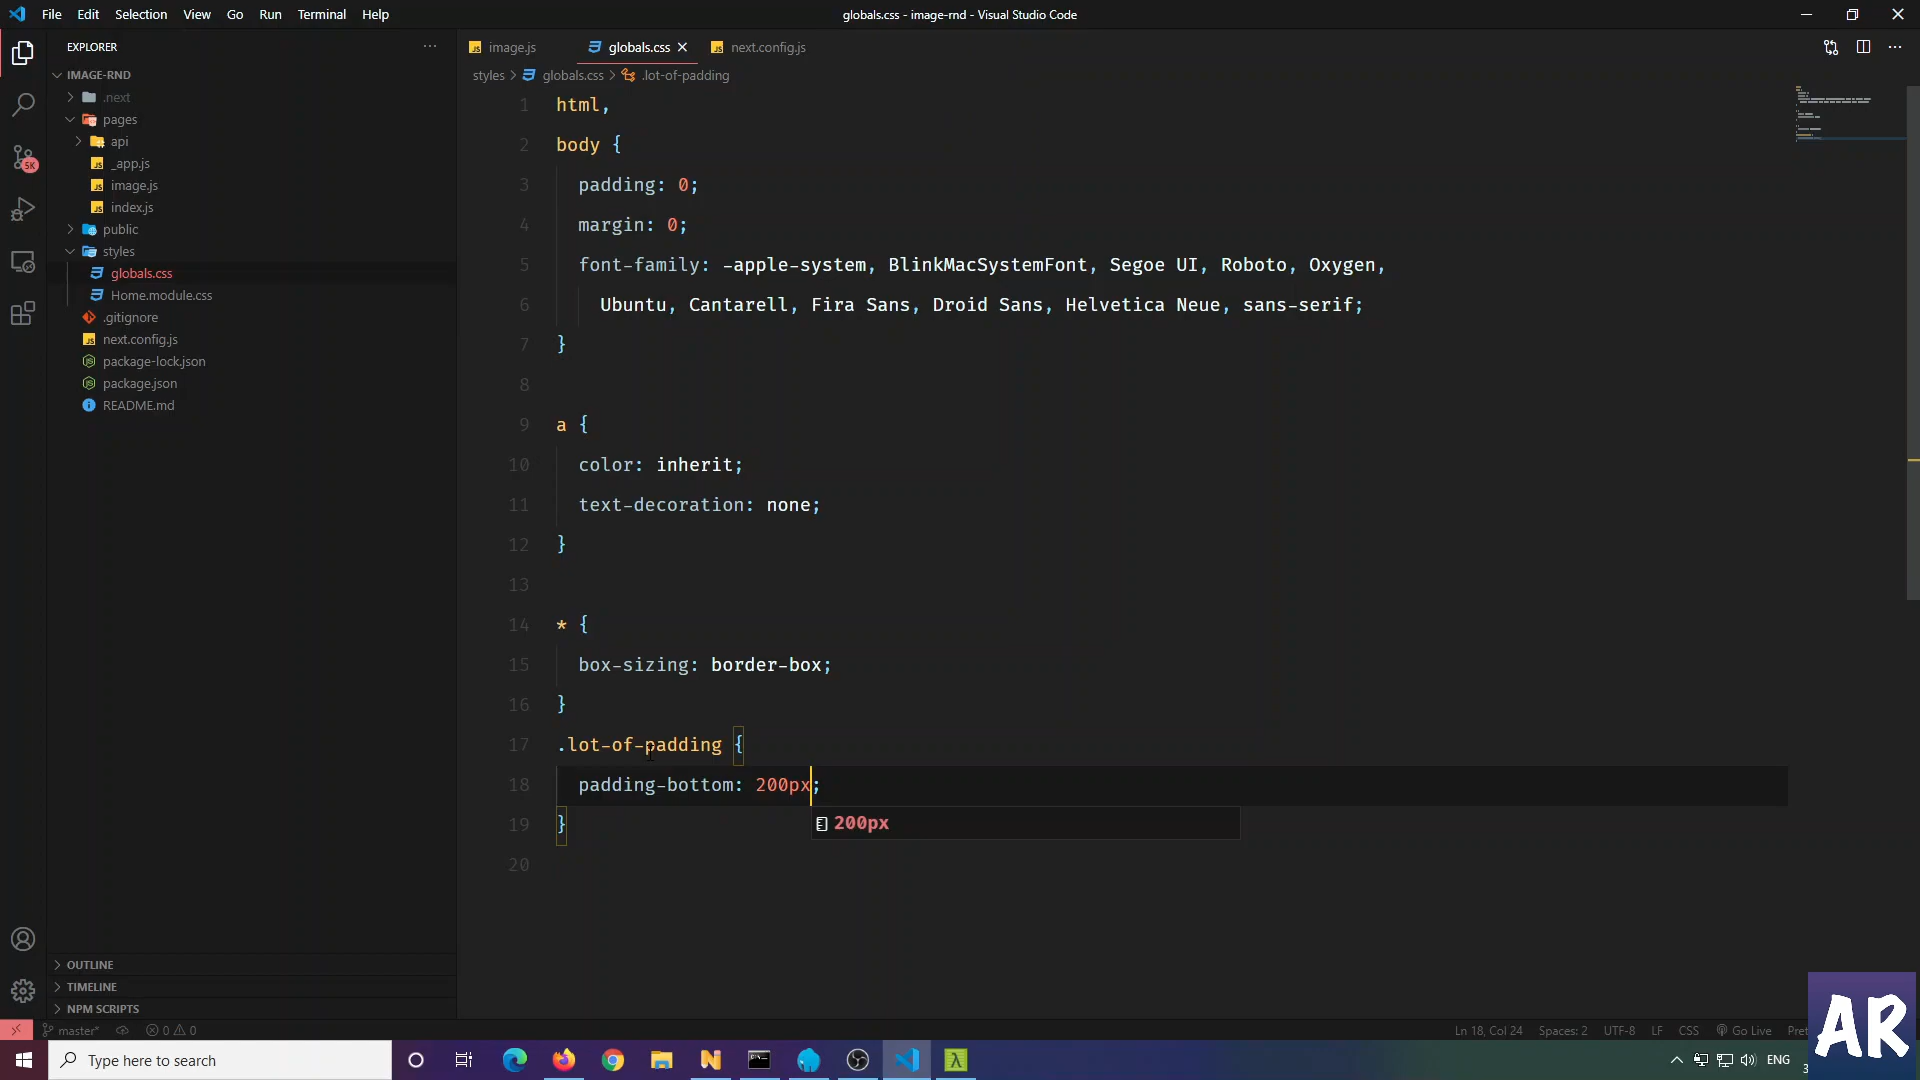 File Edit Selection View Go Run Terminal Help
globals.css - image-rnd - Visual Studio Code
EXPLORER
IMAGE-RND
.next
pages
api
_app.js
image.js
index.js
public
styles
globals.css
Home.module.css
.gitignore
next.config.js
package-lock.json
package.json
README.md
OUTLINE
TIMELINE
NPM SCRIPTS
5K
JS image.js
globals.css
JS next.config.js
styles > globals.css > .lot-of-padding
1 html,
2 body {
3 padding: 0;
4 margin: 0;
5 font-family: -apple-system, BlinkMacSystemFont, Segoe UI, Roboto, Oxygen,
6 Ubuntu, Cantarell, Fira Sans, Droid Sans, Helvetica Neue, sans-serif;
7 }
8
9 a {
10 color: inherit;
11 text-decoration: none;
12 }
13
14 * {
15 box-sizing: border-box;
16 }
17 .lot-of-padding {
18 padding-bottom: 200px;
200px
19 }
20
master* 0 0
Ln 18, Col 24 Spaces: 2 UTF-8 LF CSS Go Live Pret
Type here to search
ENG
3
AR